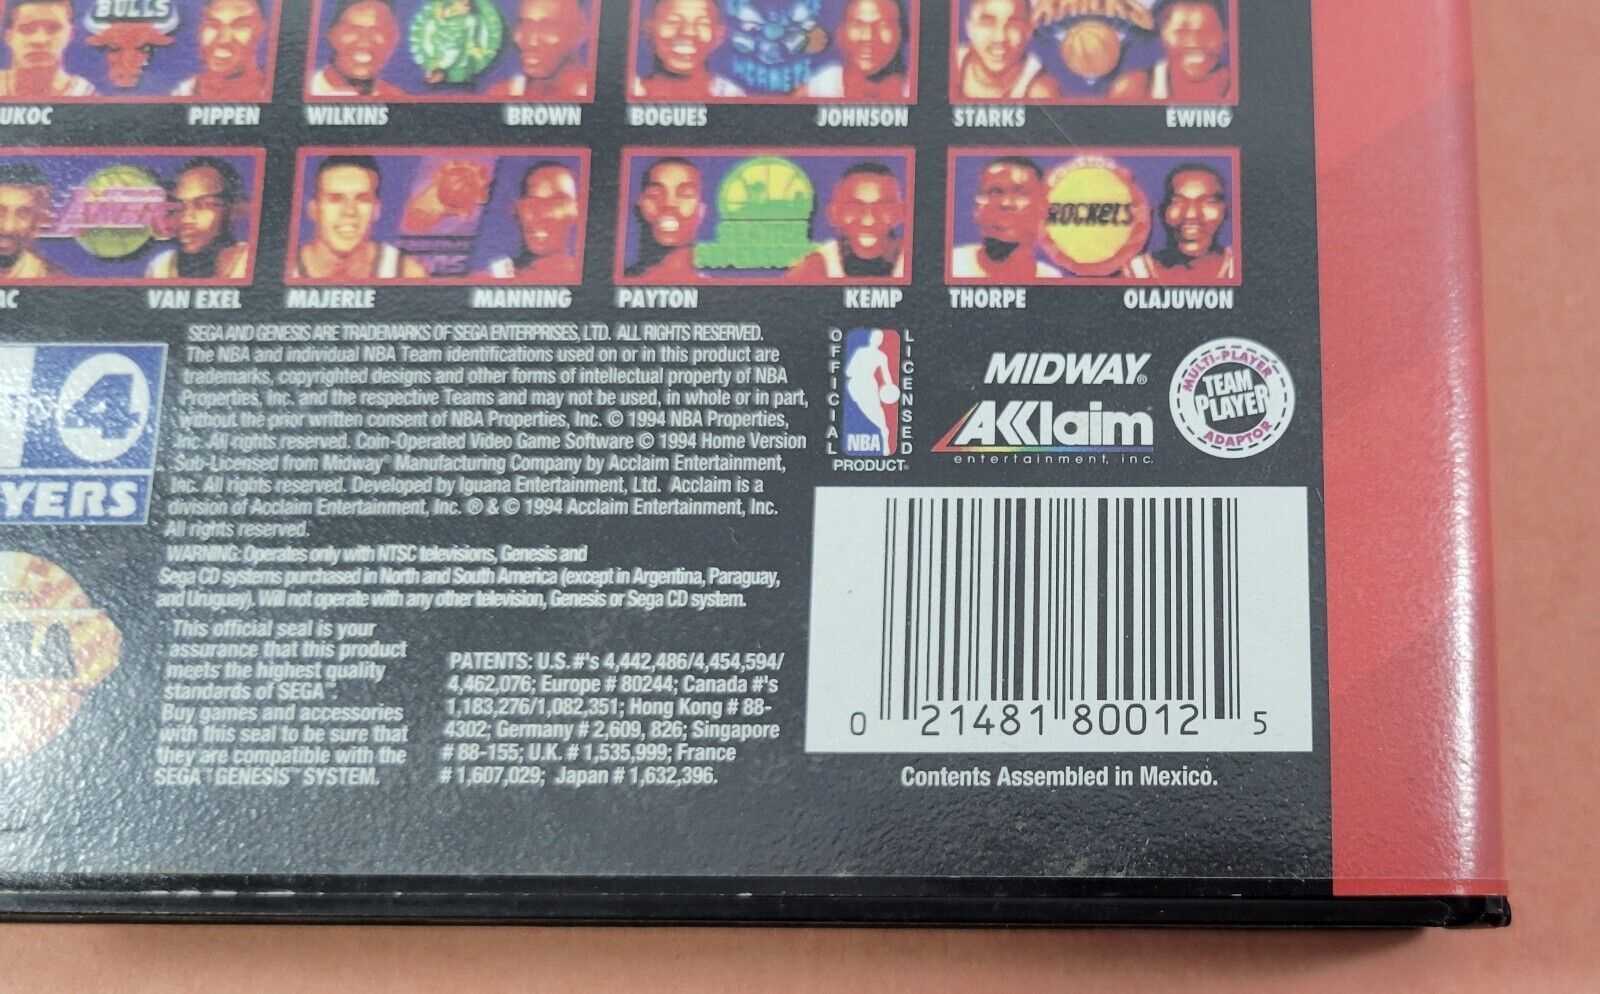 BULLS
UKOC PIPPEN WILKINS BROWN BOGUES JOHNSON STARKS EWING
HORNETS
KNICKS
ROCKETS
AC VAN EXEL MAJERLE MANNING PAYTON KEMP THORPE OLAJUWON
4
YERS
SEGA AND GENESIS ARE TRADEMARKS OF SEGA ENTERPRISES, LTD. ALL RIGHTS RESERVED.
The NBA and individual NBA Team identifications used on or in this product are
trademarks, copyrighted designs and other forms of intellectual property of NBA
Properties, Inc. and the respective Teams and may not be used, in whole or in part,
without the prior written consent of NBA Properties, Inc. © 1994 NBA Properties,
Inc. All rights reserved. Coin-Operated Video Game Software © 1994 Home Version
Sub-Licensed from Midway® Manufacturing Company by Acclaim Entertainment,
Inc. All rights reserved. Developed by Iguana Entertainment, Ltd. Acclaim is a
division of Acclaim Entertainment, Inc. ® & © 1994 Acclaim Entertainment, Inc.
All rights reserved.
WARNING: Operates only with NTSC televisions, Genesis and
Sega CD systems purchased in North and South America (except in Argentina, Paraguay,
and Uruguay). Will not operate with any other television, Genesis or Sega CD system.
This official seal is your
assurance that this product
meets the highest quality
standards of SEGA™.
Buy games and accessories
with this seal to be sure that
they are compatible with the
SEGA™ GENESIS™ SYSTEM.
PATENTS: U.S. #'s 4,442,486/4,454,594/
4,462,076; Europe # 80244; Canada #'s
1,183,276/1,082,351; Hong Kong # 88-
4302; Germany # 2,609, 826; Singapore
# 88-155; U.K. # 1,535,999; France
# 1,607,029; Japan # 1,632,396.
OFFICIAL LICENSED
NBA
PRODUCT®
MIDWAY®
AKKlaim®
entertainment, inc.
MULTI-PLAYER
TEAM
PLAYER
ADAPTOR
0 21481 80012 5
Contents Assembled in Mexico.